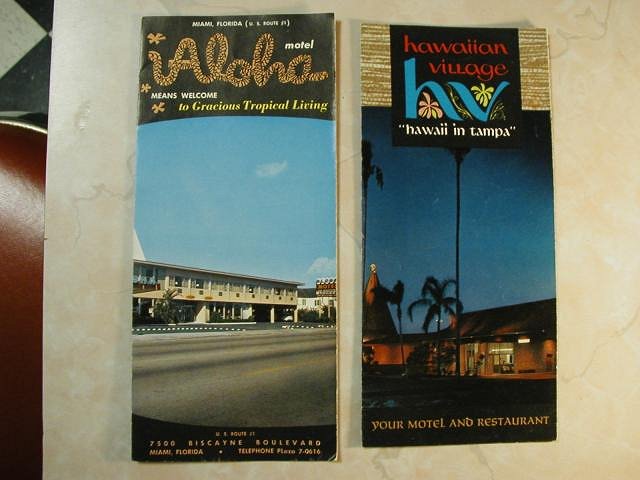 MIAMI, FLORIDA (U. S. ROUTE #1)
Aloha
motel
MEANS WELCOME
to Gracious Tropical Living
U. S. ROUTE #1
7500 BISCAYNE BOULEVARD
MIAMI, FLORIDA • TELEPHONE PLaza 7-0616
hawaiian
village
hv
"hawaii in tampa"
YOUR MOTEL AND RESTAURANT